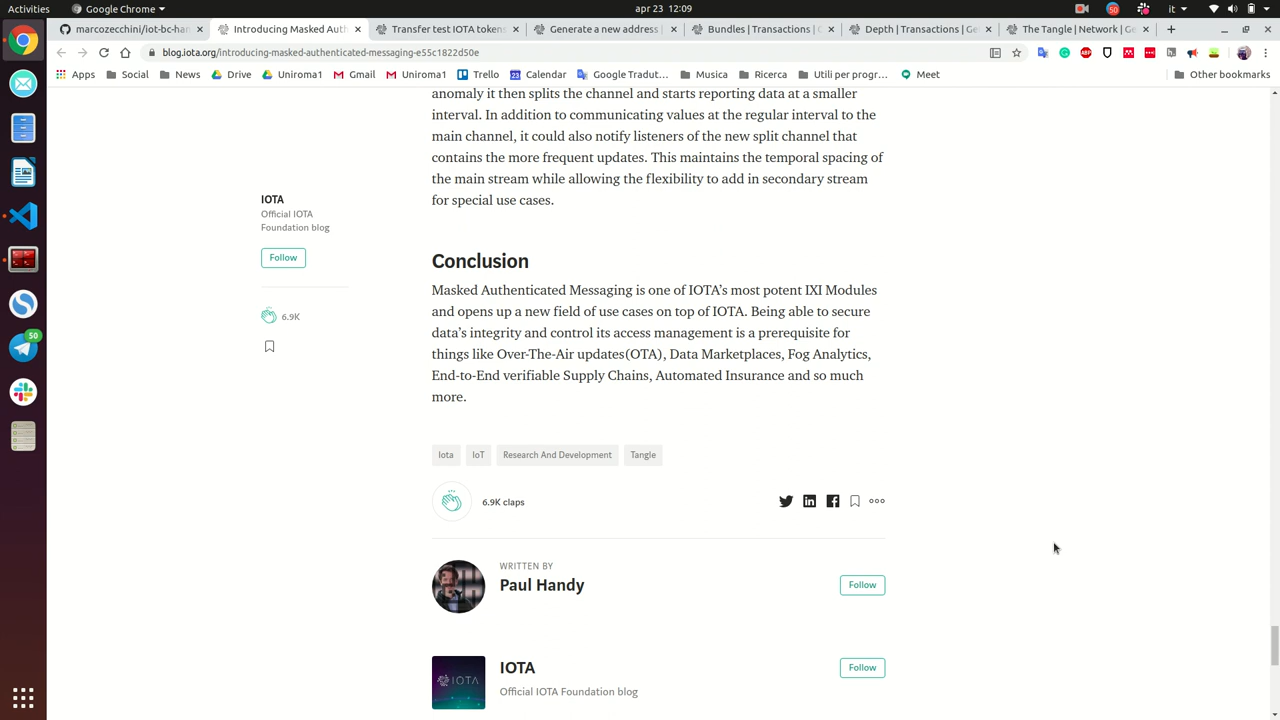 Activities
Google Chrome
apr 23 12:09
50
it
marcozecchini/iot-bc-han
Introducing Masked Auth
Transfer test IOTA tokens
Generate a new address |
Bundles | Transactions | G
Depth | Transactions | Ge
The Tangle | Network | Ge
blog.iota.org/introducing-masked-authenticated-messaging-e55c1822d50e
ABP
Apps
Social
News
Drive
Uniroma1
Gmail
Uniroma1
Trello
23
Calendar
Google Tradut...
Musica
Ricerca
Utili per progr...
Meet
Other bookmarks
anomaly it then splits the channel and starts reporting data at a smaller
interval. In addition to communicating values at the regular interval to the
main channel, it could also notify listeners of the new split channel that
contains the more frequent updates. This maintains the temporal spacing of
the main stream while allowing the flexibility to add in secondary stream
for special use cases.
IOTA
Official IOTA
Foundation blog
Follow
6.9K
50
Conclusion
Masked Authenticated Messaging is one of IOTA's most potent IXI Modules
and opens up a new field of use cases on top of IOTA. Being able to secure
data's integrity and control its access management is a prerequisite for
things like Over-The-Air updates(OTA), Data Marketplaces, Fog Analytics,
End-to-End verifiable Supply Chains, Automated Insurance and so much
more.
Iota
IoT
Research And Development
Tangle
6.9K claps
WRITTEN BY
Paul Handy
Follow
IOTA
IOTA
Official IOTA Foundation blog
Follow